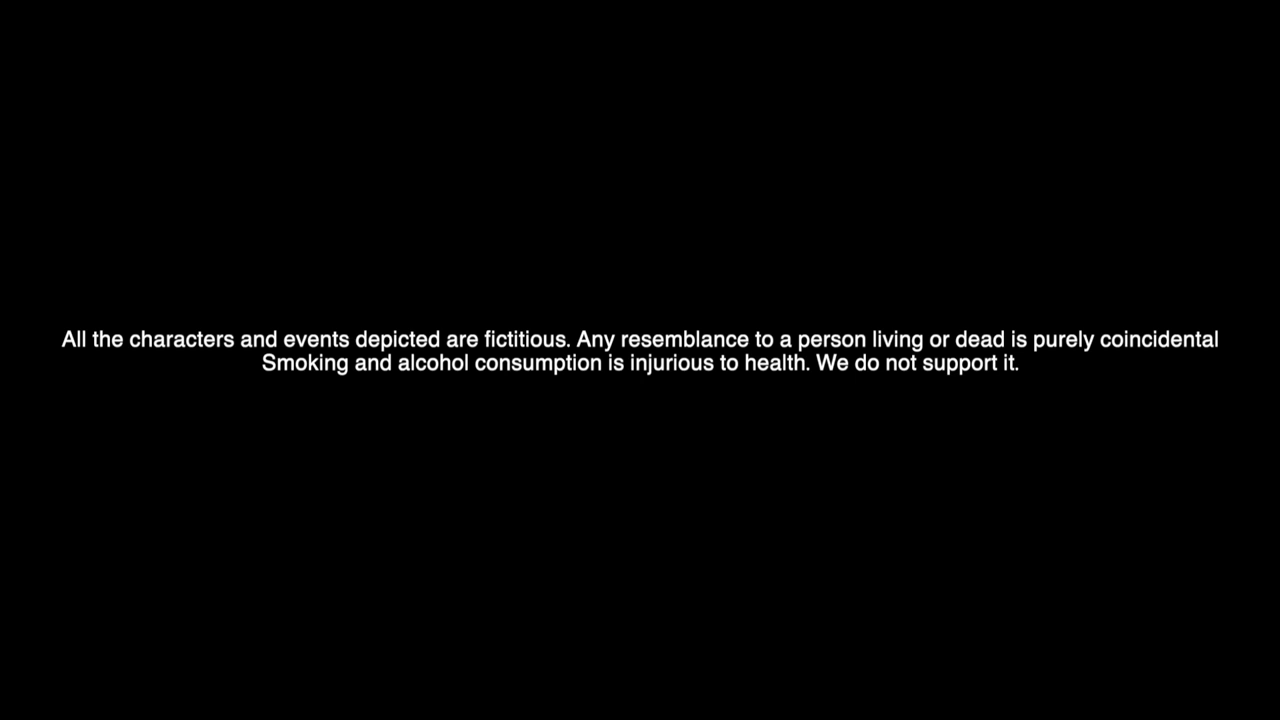 All the characters and events depicted are fictitious. Any resemblance to a person living or dead is purely coincidental
Smoking and alcohol consumption is injurious to health. We do not support it.